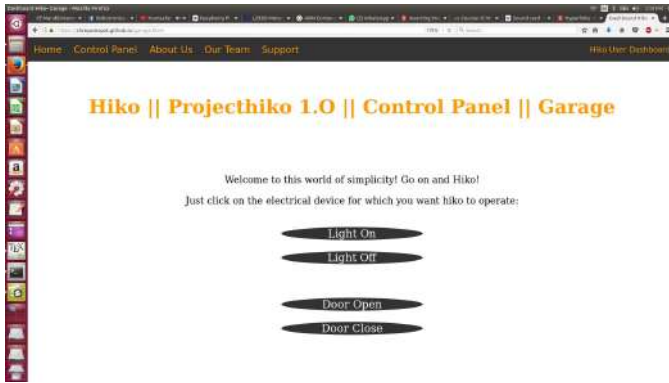 Home Control Panel About Us Our Team Support Hiko User Dashboard
Hiko || Projecthiko 1.O || Control Panel || Garage
Welcome to this world of simplicity! Go on and Hiko!
Just click on the electrical device for which you want hiko to operate:
Light On
Light Off
Door Open
Door Close